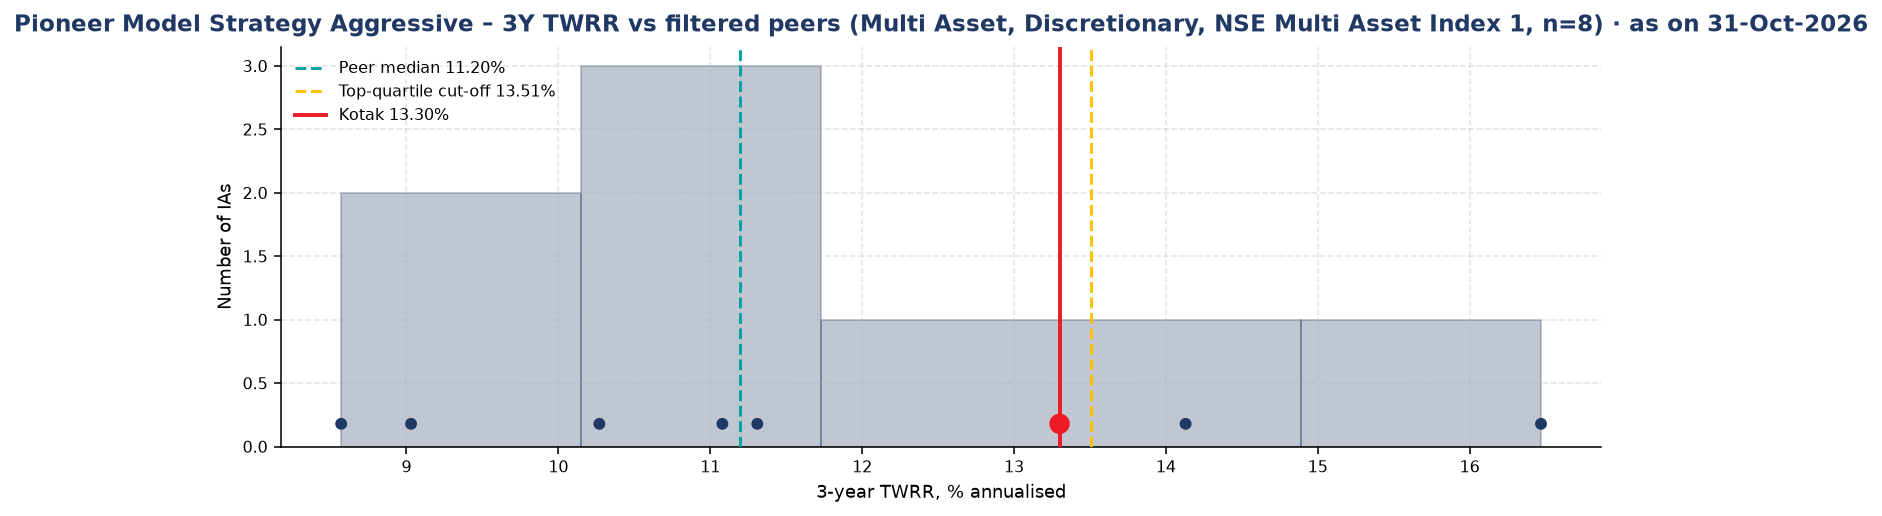 Pioneer Model Strategy Aggressive – 3Y TWRR vs filtered peers (Multi Asset, Discretionary, NSE Multi Asset Index 1, n=8) · as on 31-Oct-2026
Peer median 11.20%
Top-quartile cut-off 13.51%
Kotak 13.30%
Number of IAs
3.0
2.5
2.0
1.5
1.0
0.5
0.0
9 10 11 12 13 14 15 16
3-year TWRR, % annualised